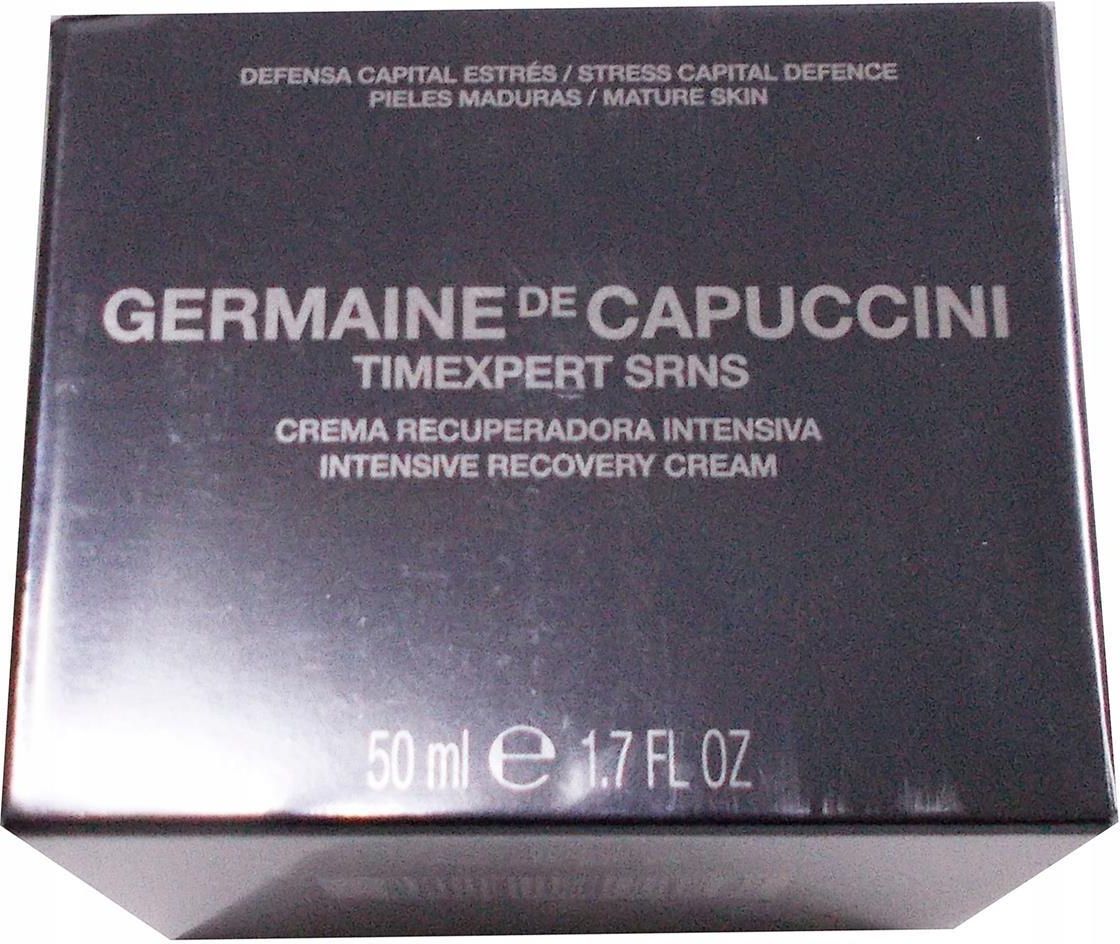 DEFENSA CAPITAL ESTRÉS / STRESS CAPITAL DEFENCE
PIELES MADURAS / MATURE SKIN
GERMAINE DE CAPUCCINI
TIMEXPERT SRNS
CREMA RECUPERADORA INTENSIVA
INTENSIVE RECOVERY CREAM
50 ml e 1.7 FL OZ